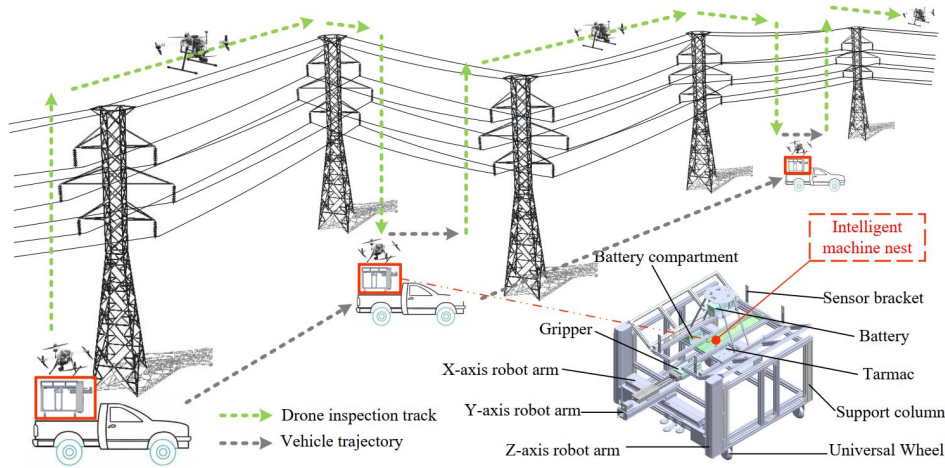 Intelligent
machine nest
Battery compartment
Sensor bracket
Gripper
Battery
X-axis robot arm
Tarmac
Y-axis robot arm
Support column
Drone inspection track
Vehicle trajectory
Z-axis robot arm
Universal Wheel